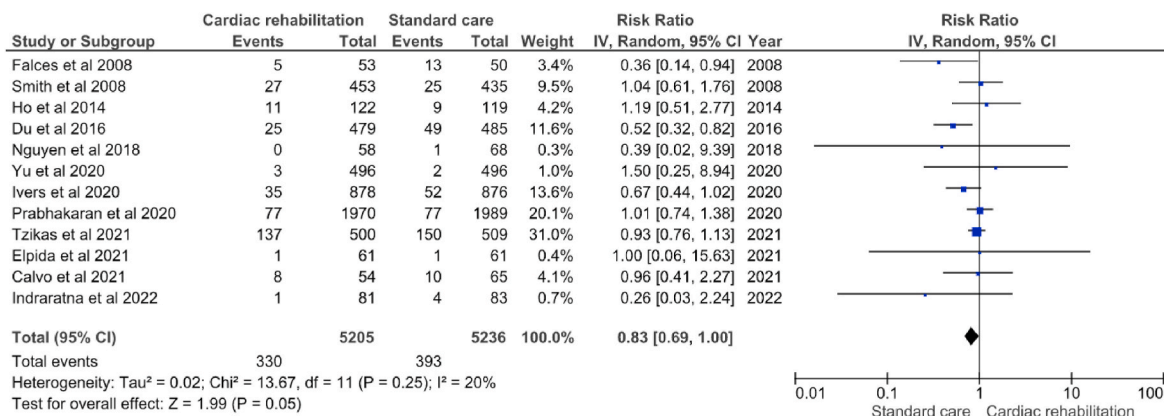 Cardiac rehabilitation Standard care Risk Ratio Risk Ratio
Study or Subgroup Events Total Events Total Weight IV, Random, 95% CI Year IV, Random, 95% CI
Falces et al 2008 5 53 13 50 3.4% 0.36 [0.14, 0.94] 2008
Smith et al 2008 27 453 25 435 9.5% 1.04 [0.61, 1.76] 2008
Ho et al 2014 11 122 9 119 4.2% 1.19 [0.51, 2.77] 2014
Du et al 2016 25 479 49 485 11.6% 0.52 [0.32, 0.82] 2016
Nguyen et al 2018 0 58 1 68 0.3% 0.39 [0.02, 9.39] 2018
Yu et al 2020 3 496 2 496 1.0% 1.50 [0.25, 8.94] 2020
Ivers et al 2020 35 878 52 876 13.6% 0.67 [0.44, 1.02] 2020
Prabhakaran et al 2020 77 1970 77 1989 20.1% 1.01 [0.74, 1.38] 2020
Tzikas et al 2021 137 500 150 509 31.0% 0.93 [0.76, 1.13] 2021
Elpida et al 2021 1 61 1 61 0.4% 1.00 [0.06, 15.63] 2021
Calvo et al 2021 8 54 10 65 4.1% 0.96 [0.41, 2.27] 2021
Indraratna et al 2022 1 81 4 83 0.7% 0.26 [0.03, 2.24] 2022
Total (95% CI) 5205 5236 100.0% 0.83 [0.69, 1.00]
Total events 330 393
Heterogeneity: Tau² = 0.02; Chi² = 13.67, df = 11 (P = 0.25); I² = 20%
Test for overall effect: Z = 1.99 (P = 0.05)
0.01 0.1 1 10 100
Standard care Cardiac rehabilitation